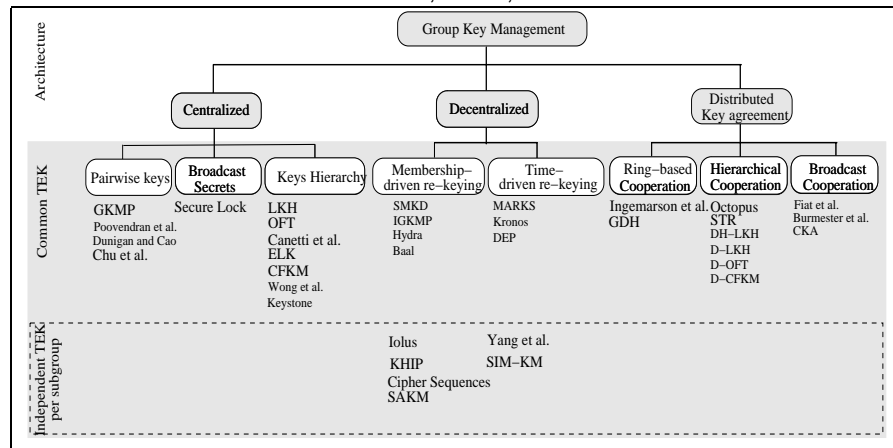 Group Key Management
Architecture
Centralized
Decentralized
Distributed
Key agreement
Common TEK
Pairwise keys
Broadcast
Secrets
Keys Hierarchy
Membership–
driven re–keying
Time–
driven re–keying
Ring–based
Cooperation
Hierarchical
Cooperation
Broadcast
Cooperation
GKMP
Poovendran et al.
Dunigan and Cao
Chu et al.
Secure Lock
LKH
OFT
Canetti et al.
ELK
CFKM
Wong et al.
Keystone
SMKD
IGKMP
Hydra
Baal
MARKS
Kronos
DEP
Ingemarson et al.
GDH
Octopus
STR
DH–LKH
D–LKH
D–OFT
D–CFKM
Fiat et al.
Burmester et al.
CKA
Independent TEK
per subgroup
Iolus
KHIP
Cipher Sequences
SAKM
Yang et al.
SIM–KM